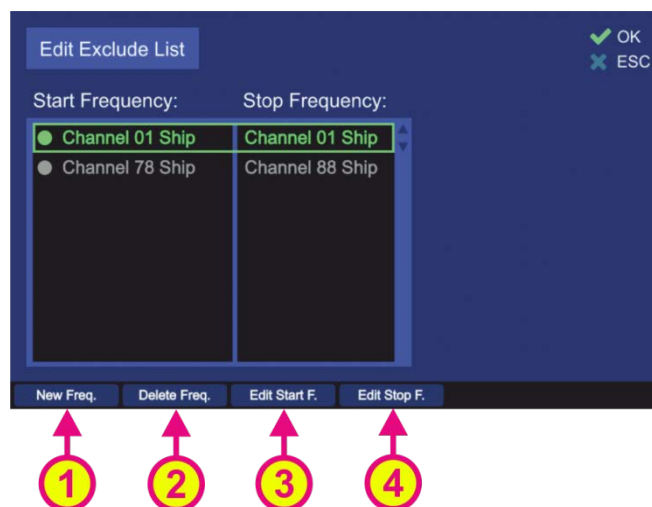 Edit Exclude List
OK
ESC
Start Frequency: Stop Frequency:
Channel 01 Ship Channel 01 Ship
Channel 78 Ship Channel 88 Ship
New Freq. Delete Freq. Edit Start F. Edit Stop F.
1 2 3 4